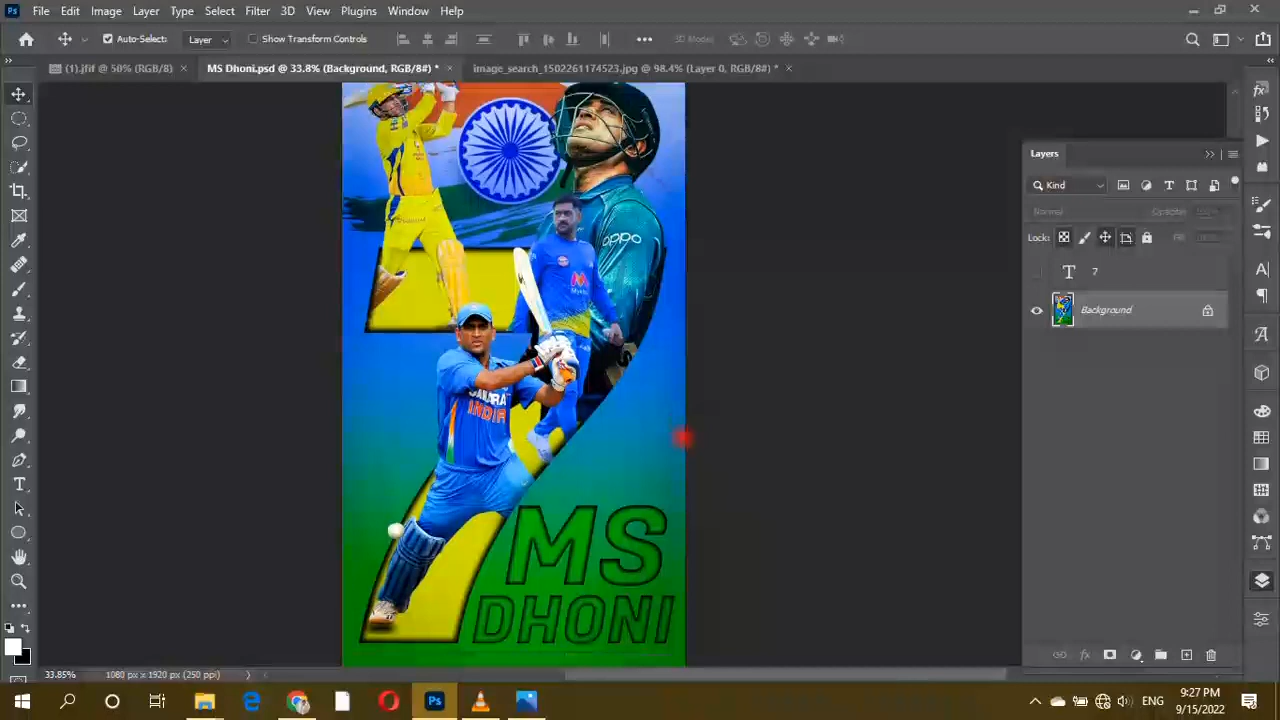 Ps File Edit Image Layer Type Select Filter 3D View Plugins Window Help
Auto-Select: Layer Show Transform Controls 3D Mode:
(1).jfif @ 50% (RGB/8) × MS Dhoni.psd @ 33.8% (Background, RGB/8#) * × image_search_1502261174523.jpg @ 98.4% (Layer 0, RGB/8#) * ×
Layers
Kind
Normal Opacity:
Lock: Fill:
T 7
Background
oppo
INDIA
MS
DHONI
33.85% 1080 px x 1920 px (250 ppi)
Ps ENG 9:27 PM
9/15/2022